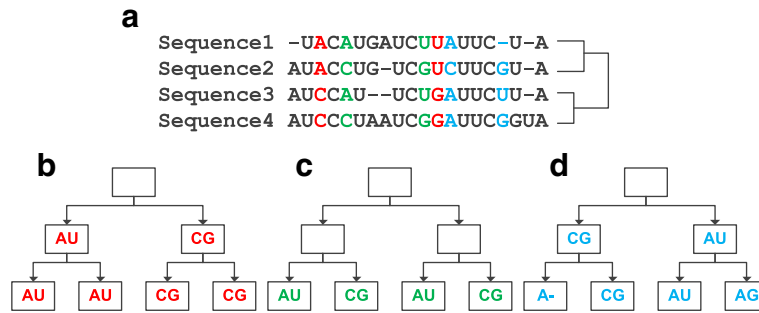 a
Sequence1 -UACAUGAUCUUAUUC-U-A
Sequence2 AUACCUG-UCGUCUUCGU-A
Sequence3 AUCCAU--UCUGAUUCUU-A
Sequence4 AUCCCUAAUCGGAUUCGGUA
b
AU CG
AU AU CG CG
c
AU CG AU CG
d
CG AU
A- CG AU AG